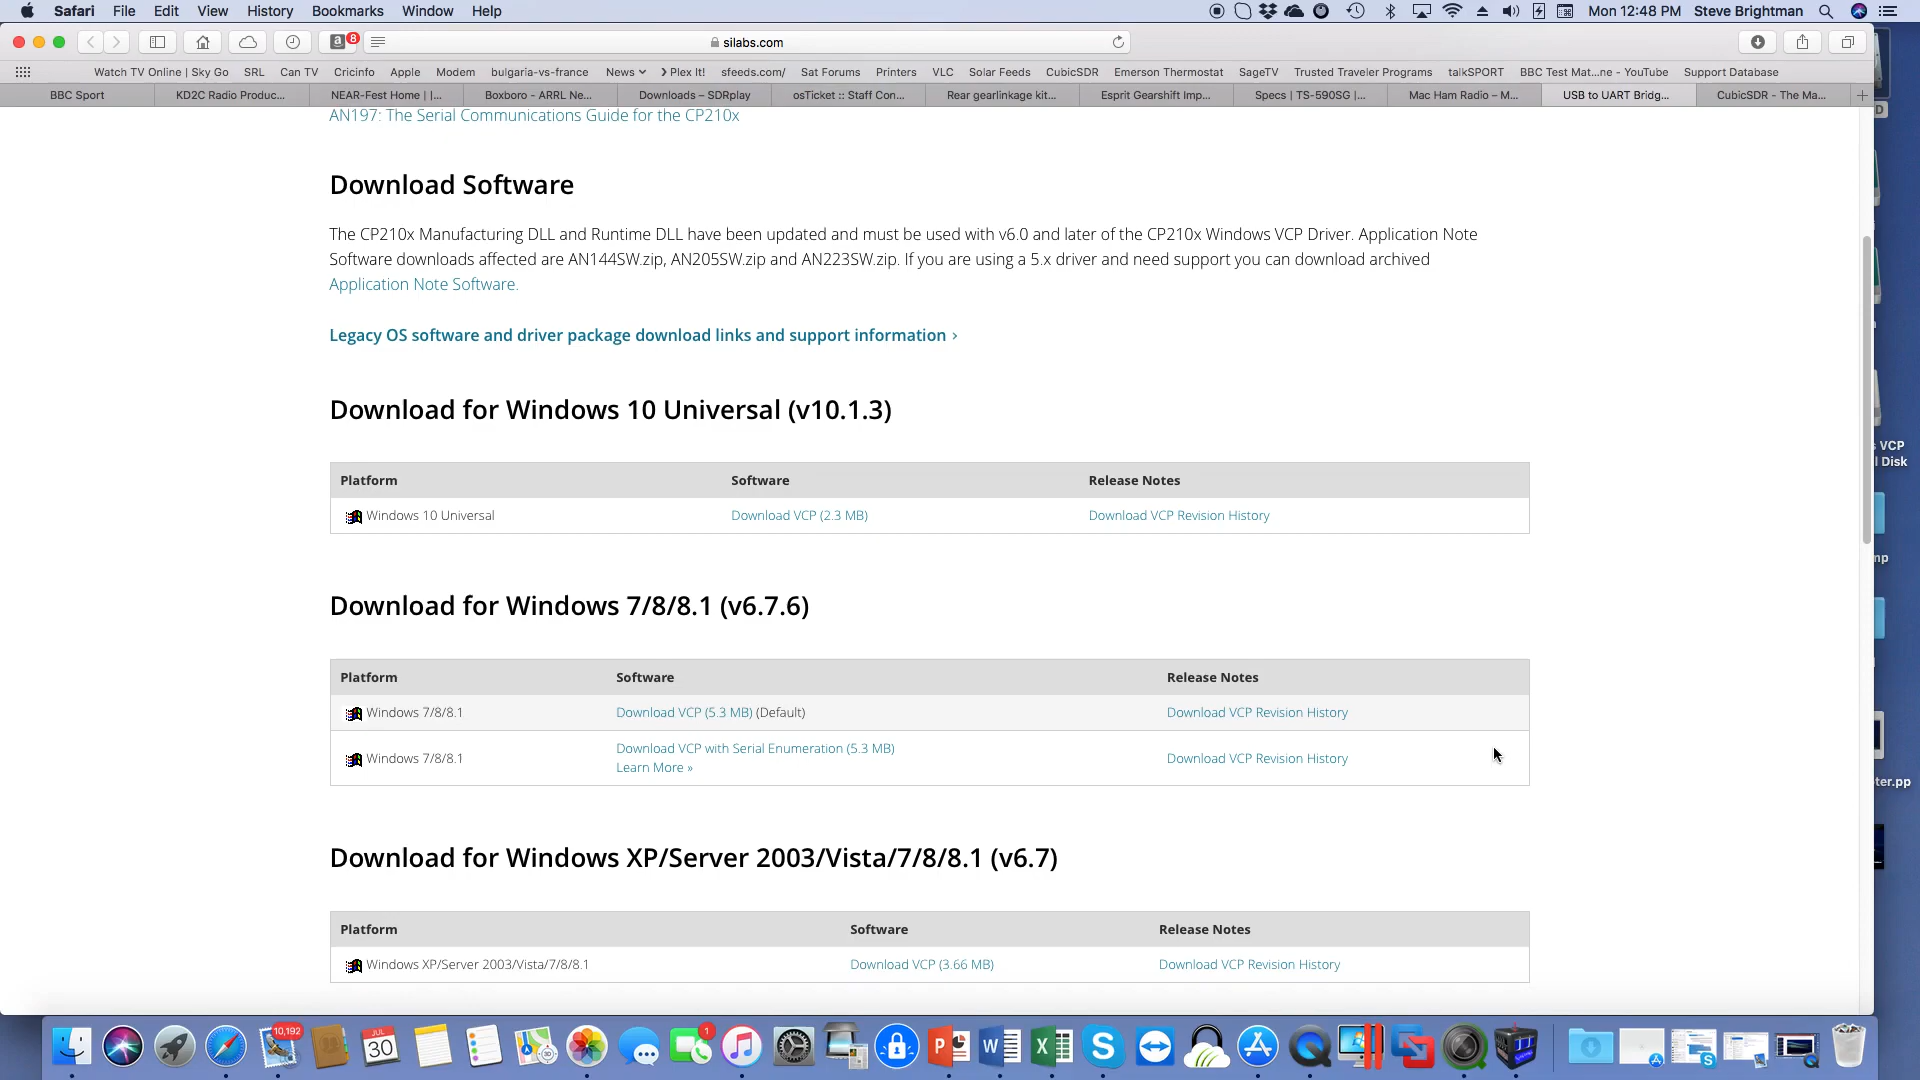 Safari File Edit View History Bookmarks Window Help Mon 12:48 PM Steve Brightman
a 8 silabs.com
Watch TV Online | Sky Go SRL Can TV Cricinfo Apple Modem bulgaria-vs-france News Plex It! sfeeds.com/ Sat Forums Printers VLC Solar Feeds CubicSDR Emerson Thermostat SageTV Trusted Traveler Programs talkSPORT BBC Test Mat...ne - YouTube Support Database
BBC Sport KD2C Radio Produc... NEAR-Fest Home | |... Boxboro - ARRL Ne... Downloads – SDRplay osTicket :: Staff Con... Rear gearlinkage kit... Esprit Gearshift Imp... Specs | TS-590SG |... Mac Ham Radio – M... USB to UART Bridg... CubicSDR - The Ma...
D
AN197: The Serial Communications Guide for the CP210x
Download Software
The CP210x Manufacturing DLL and Runtime DLL have been updated and must be used with v6.0 and later of the CP210x Windows VCP Driver. Application Note
Software downloads affected are AN144SW.zip, AN205SW.zip and AN223SW.zip. If you are using a 5.x driver and need support you can download archived
Application Note Software.
Legacy OS software and driver package download links and support information ›
Download for Windows 10 Universal (v10.1.3)
VCP
Disk
Platform Software Release Notes
Windows 10 Universal Download VCP (2.3 MB) Download VCP Revision History
mp
Download for Windows 7/8/8.1 (v6.7.6)
Platform Software Release Notes
Windows 7/8/8.1 Download VCP (5.3 MB) (Default) Download VCP Revision History
Windows 7/8/8.1 Download VCP with Serial Enumeration (5.3 MB) Download VCP Revision History
Learn More »
ter.pp
Download for Windows XP/Server 2003/Vista/7/8/8.1 (v6.7)
Platform Software Release Notes
Windows XP/Server 2003/Vista/7/8/8.1 Download VCP (3.66 MB) Download VCP Revision History
10,192 JUL 30 1 P W X S